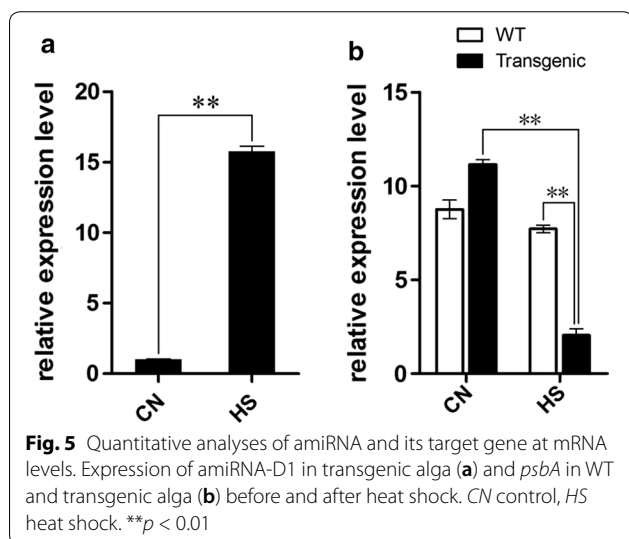 a
relative expression level
20
15
10
5
0
**
CN
HS
b
WT
Transgenic
relative expression level
15
10
5
0
**
**
CN
HS
Fig. 5 Quantitative analyses of amiRNA and its target gene at mRNA
levels. Expression of amiRNA-D1 in transgenic alga (a) and psbA in WT
and transgenic alga (b) before and after heat shock. CN control, HS
heat shock. **p < 0.01